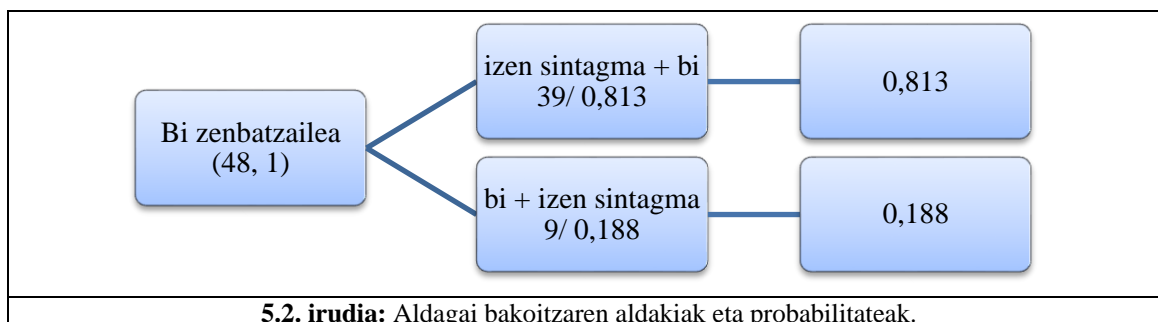 Bi zenbatzailea
(48, 1)
izen sintagma + bi
39/ 0,813
0,813
bi + izen sintagma
9/ 0,188
0,188
5.2. irudia: Aldagai bakoitzaren aldakiak eta probabilitateak.